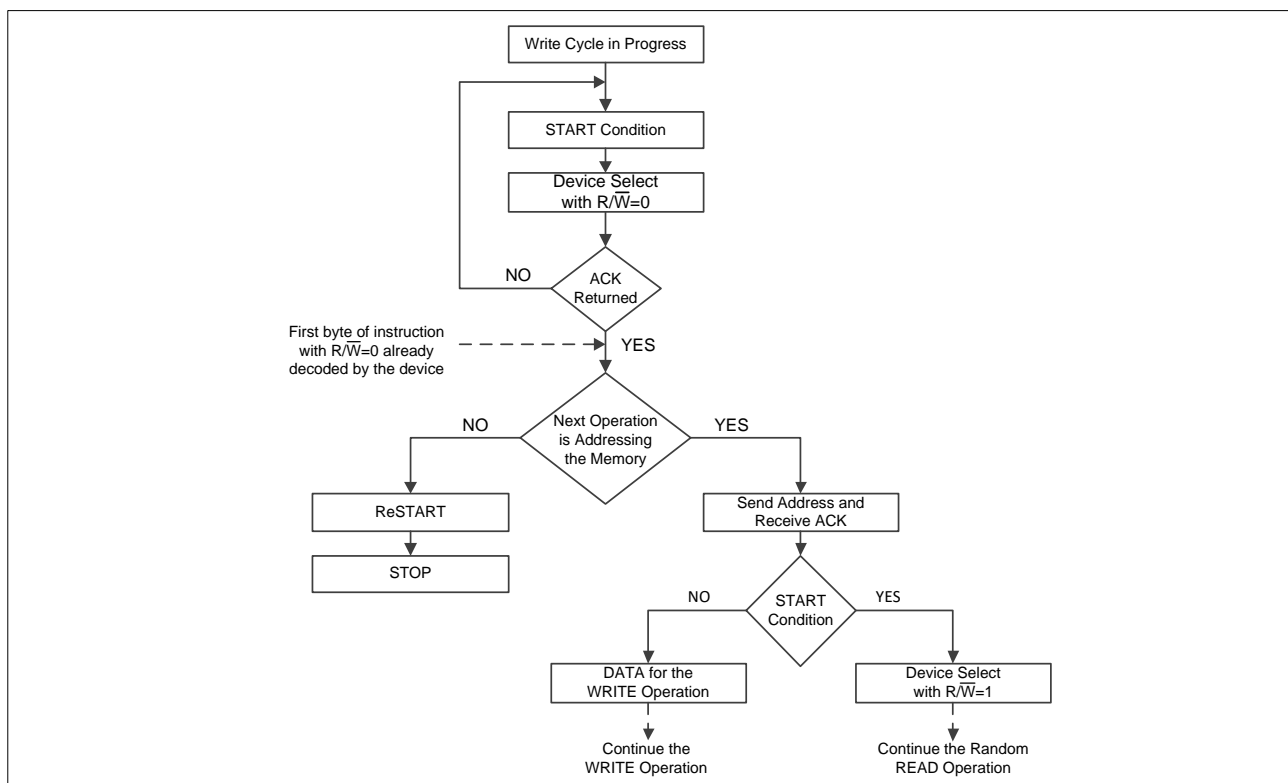 Write Cycle in Progress
START Condition
Device Select
with R/W̅=0
NO
ACK
Returned
First byte of instruction
with R/W̅=0 already
decoded by the device
YES
NO
Next Operation
is Addressing
the Memory
YES
ReSTART
Send Address and
Receive ACK
STOP
NO
START
Condition
YES
DATA for the
WRITE Operation
Device Select
with R/W̅=1
Continue the
WRITE Operation
Continue the Random
READ Operation